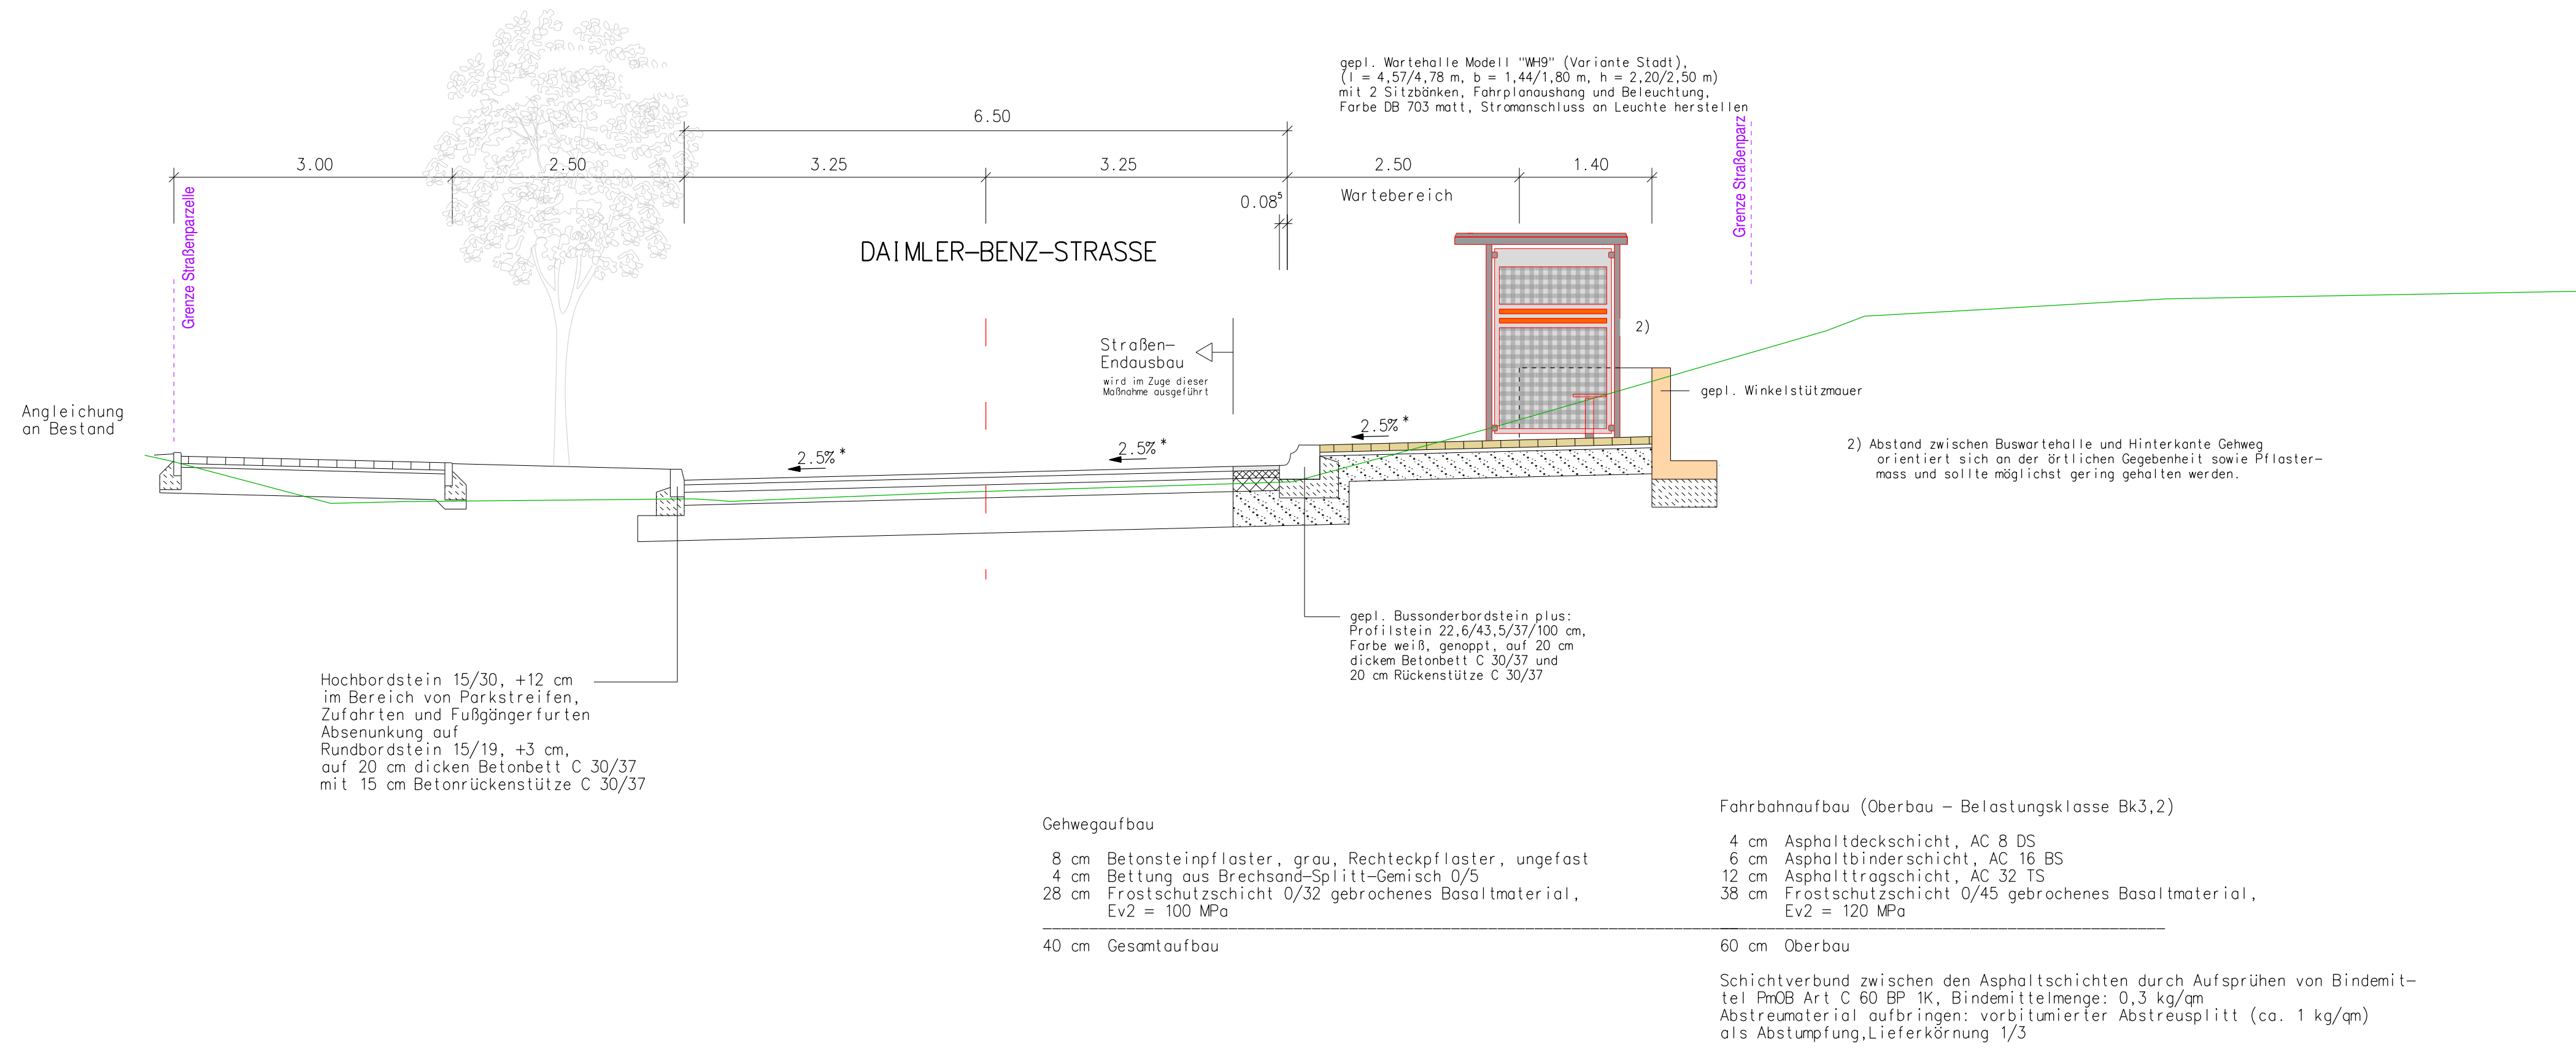 gepl. Wartehalle Modell "WH9" (Variante Stadt),
(l = 4,57/4,78 m, b = 1,44/1,80 m, h = 2,20/2,50 m)
mit 2 Sitzbänken, Fahrplanaushang und Beleuchtung,
Farbe DB 703 matt, Stromanschluss an Leuchte herstellen
6.50
3.00
2.50
3.25
3.25
2.50
1.40
0.08⁵
Wartebereich
Grenze Straßenparzelle
Grenze Straßenparz
DAIMLER-BENZ-STRASSE
2)
Straßen-
Endausbau
wird im Zuge dieser
Maßnahme ausgeführt
gepl. Winkelstützmauer
Angleichung
an Bestand
2.5% *
2.5% *
2.5% *
2) Abstand zwischen Buswartehalle und Hinterkante Gehweg
orientiert sich an der örtlichen Gegebenheit sowie Pflaster-
mass und sollte möglichst gering gehalten werden.
gepl. Bussonderbordstein plus:
Profilstein 22,6/43,5/37/100 cm,
Farbe weiß, genoppt, auf 20 cm
dickem Betonbett C 30/37 und
20 cm Rückenstütze C 30/37
Hochbordstein 15/30, +12 cm
im Bereich von Parkstreifen,
Zufahrten und Fußgängerfurten
Absenunkung auf
Rundbordstein 15/19, +3 cm,
auf 20 cm dicken Betonbett C 30/37
mit 15 cm Betonrückenstütze C 30/37
Gehwegaufbau
8 cm Betonsteinpflaster, grau, Rechteckpflaster, ungefast
4 cm Bettung aus Brechsand-Splitt-Gemisch 0/5
28 cm Frostschutzschicht 0/32 gebrochenes Basaltmaterial,
Ev2 = 100 MPa
40 cm Gesamtaufbau
Fahrbahnaufbau (Oberbau - Belastungsklasse Bk3,2)
4 cm Asphaltdeckschicht, AC 8 DS
6 cm Asphaltbinderschicht, AC 16 BS
12 cm Asphalttragschicht, AC 32 TS
38 cm Frostschutzschicht 0/45 gebrochenes Basaltmaterial,
Ev2 = 120 MPa
60 cm Oberbau
Schichtverbund zwischen den Asphaltschichten durch Aufsprühen von Bindemit-
tel PmOB Art C 60 BP 1K, Bindemittelmenge: 0,3 kg/qm
Abstreumaterial aufbringen: vorbitumierter Abstreusplitt (ca. 1 kg/qm)
als Abstumpfung,Lieferkörnung 1/3